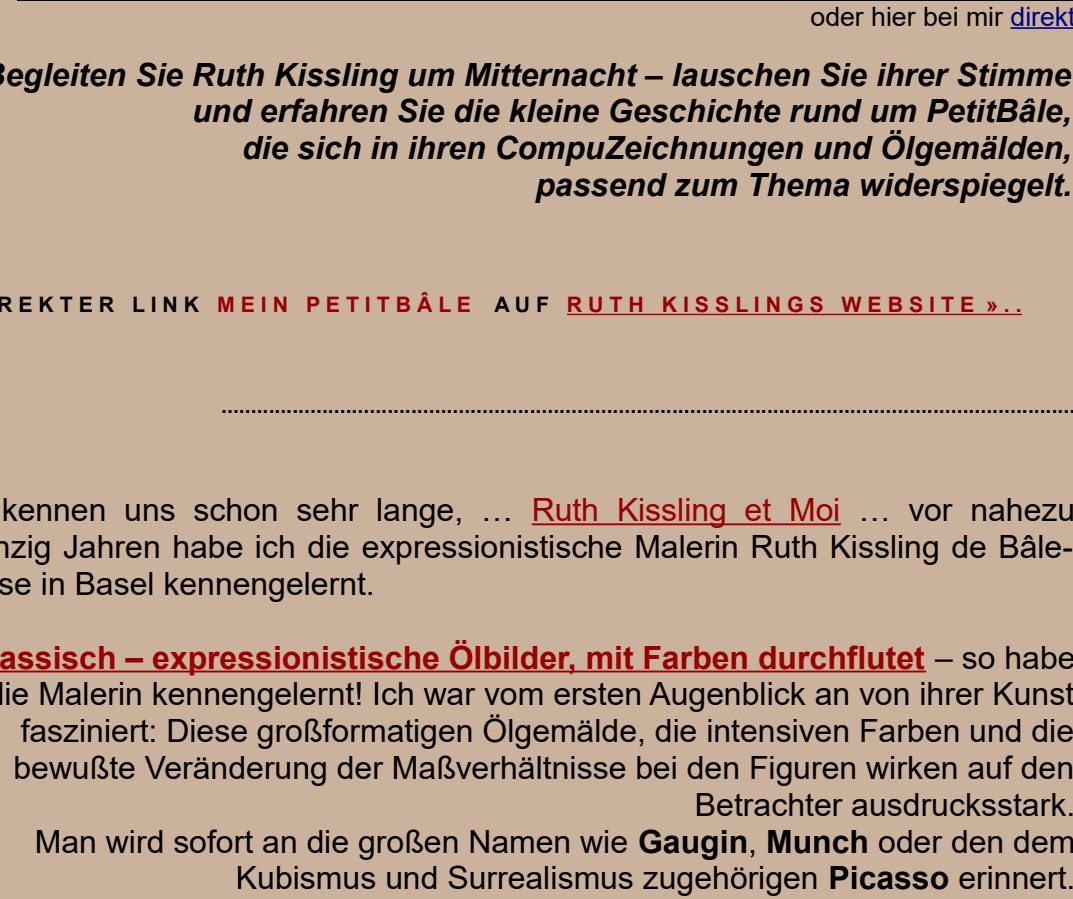 oder hier bei mir direkt
Begleiten Sie Ruth Kissling um Mitternacht – lauschen Sie ihrer Stimme
und erfahren Sie die kleine Geschichte rund um PetitBâle,
die sich in ihren CompuZeichnungen und Ölgemälden,
passend zum Thema widerspiegelt.
REKTER LINK MEIN PETITBÂLE AUF RUTH KISSLINGS WEBSITE »..
kennen uns schon sehr lange, … Ruth Kissling et Moi … vor nahezu
nzig Jahren habe ich die expressionistische Malerin Ruth Kissling de Bâle-
se in Basel kennengelernt.
assisch – expressionistische Ölbilder, mit Farben durchflutet – so habe
die Malerin kennengelernt! Ich war vom ersten Augenblick an von ihrer Kunst
fasziniert: Diese großformatigen Ölgemälde, die intensiven Farben und die
bewußte Veränderung der Maßverhältnisse bei den Figuren wirken auf den
Betrachter ausdrucksstark.
Man wird sofort an die großen Namen wie Gaugin, Munch oder den dem
Kubismus und Surrealismus zugehörigen Picasso erinnert.